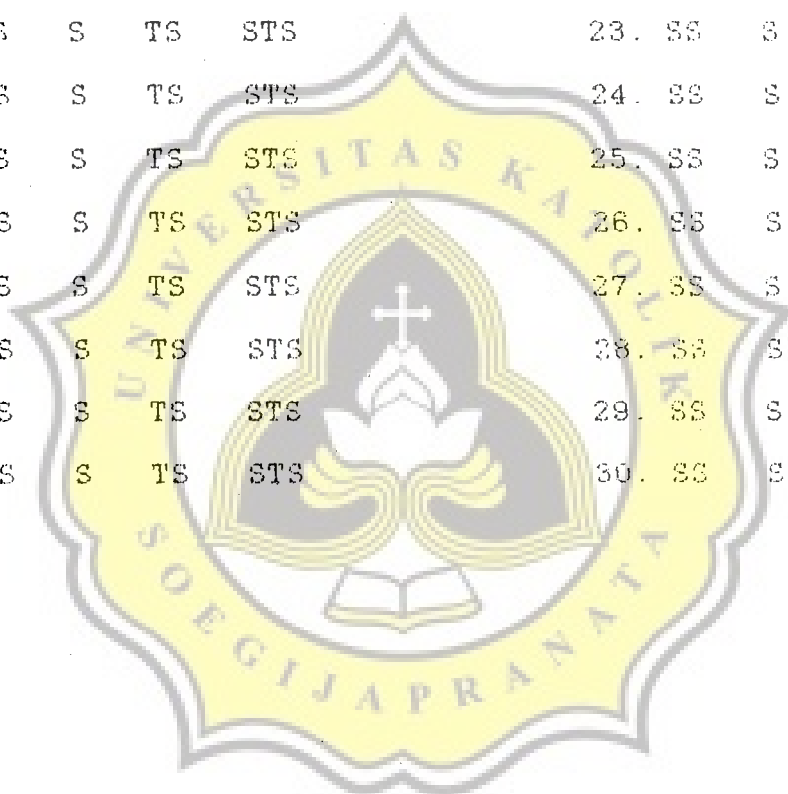 S S TS STS 23. SS S
S S TS STS 24. SS S
S S TS STS 25. SS S
S S TS STS 26. SS S
S S TS STS 27. SS S
S S TS STS 28. SS S
S S TS STS 29. SS S
S S TS STS 30. SS S
UNIVERSITAS KATOLIK
SOEGIJAPRANATA